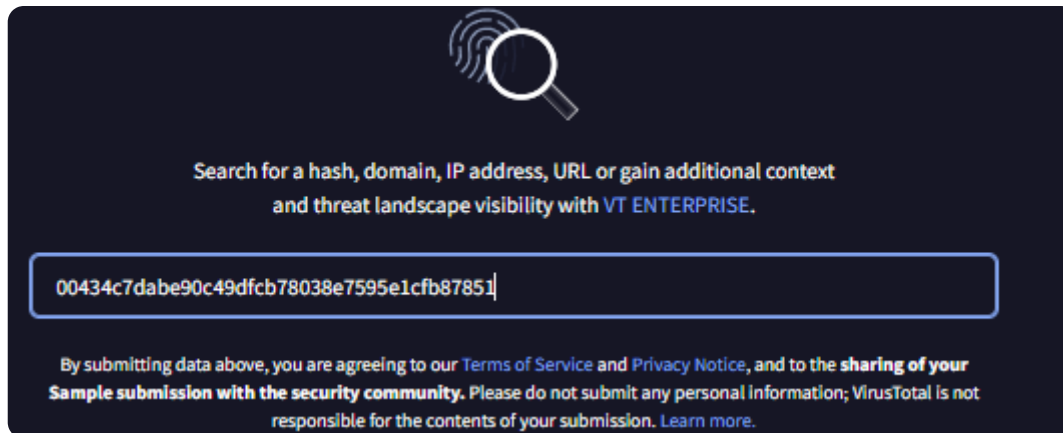 Search for a hash, domain, IP address, URL or gain additional context
and threat landscape visibility with VT ENTERPRISE.
00434c7dabe90c49dfcb78038e7595e1cfb87851
By submitting data above, you are agreeing to our Terms of Service and Privacy Notice, and to the sharing of your
Sample submission with the security community. Please do not submit any personal information; VirusTotal is not
responsible for the contents of your submission. Learn more.